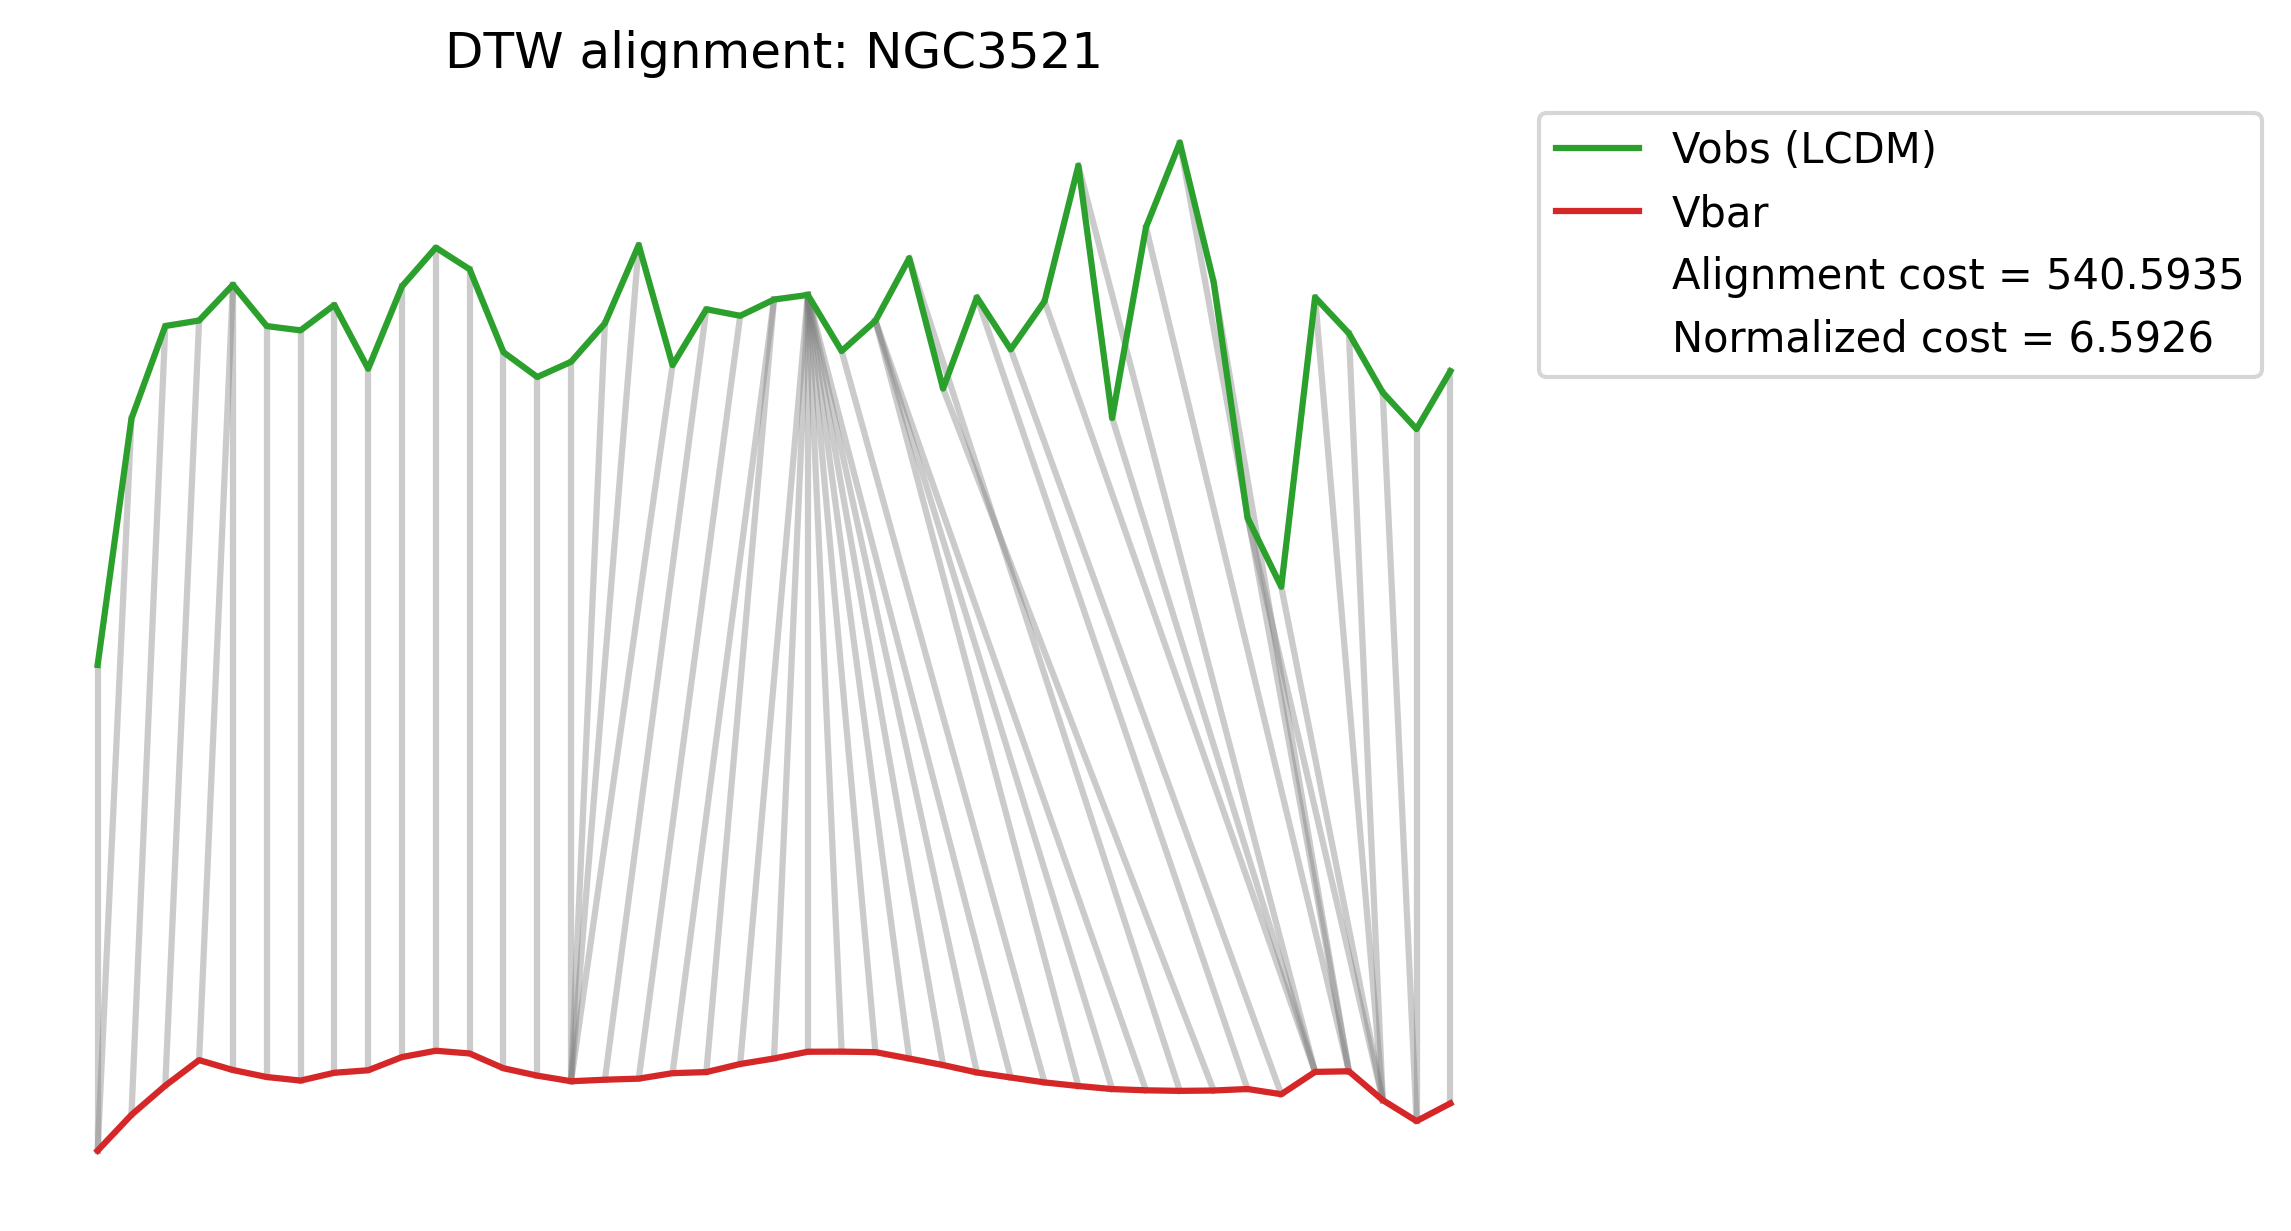 DTW alignment: NGC3521
Vobs (LCDM)
Vbar
Alignment cost = 540.5935
Normalized cost = 6.5926